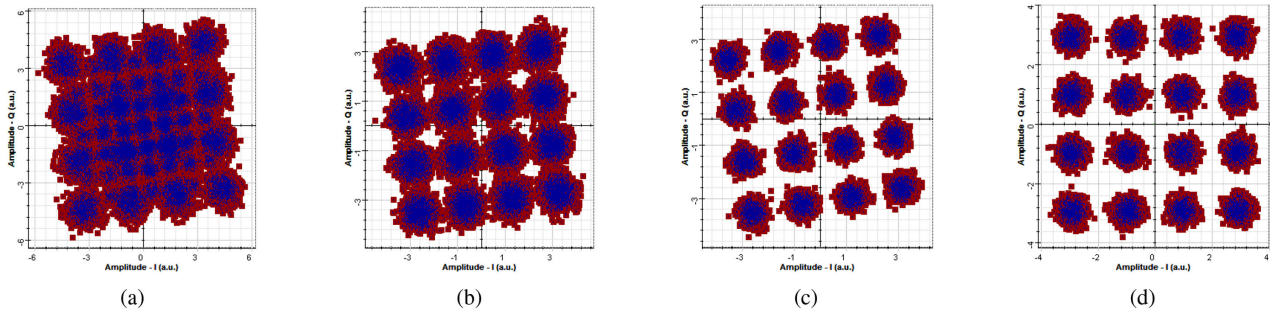 6
3
0
-3
-6
Amplitude - Q (a.u.)
-6 -3 0 3 6
Amplitude - I (a.u.)
(a)
3
1
-1
-3
Amplitude - Q (a.u.)
-3 -1 1 3
Amplitude - I (a.u.)
(b)
3
1
-1
-3
Amplitude - Q (a.u.)
-3 -1 1 3
Amplitude - I (a.u.)
(c)
4
2
0
-2
-4
Amplitude - Q (a.u.)
-4 -2 0 2 4
Amplitude - I (a.u.)
(d)